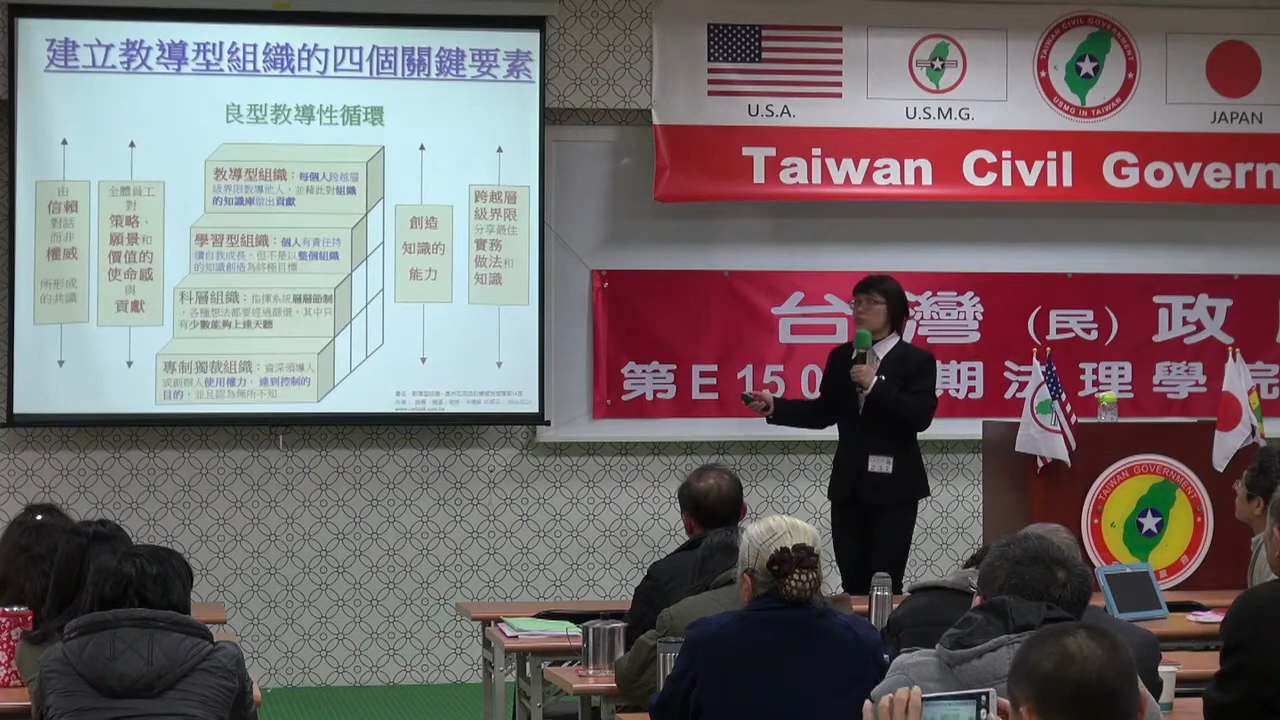 建立教導型組織的四個關鍵要素
良型教導性循環
由
信賴
對話
而非
權威
所形成
的共識
全體員工
對
策略、
願景和
價值的
使命感
與
貢獻
教導型組織：每個人跨越層
級界限教導他人，並藉此對組織
的知識庫做出貢獻
學習型組織：個人有責任持
續自我成長，但不是以整個組織
的知識創造為終極目標
科層組織：指揮系統層層節制
，各種想法都要經過篩選，其中只
有少數能夠上達天聽
專制獨裁組織：資深領導人
或創辦人使用權力，達到控制的
目的，並且認為無所不知
創造
知識的
能力
跨越層
級界限
分享最佳
實務
做法和
知識
U.S.A.
U.S.M.G.
TAIWAN CIVIL GOVERNMENT
USMG IN TAIWAN
JAPAN
Taiwan Civil Govern
台灣（民）政
第E150 期法理學院
TAIWAN GOVERNMENT
政府